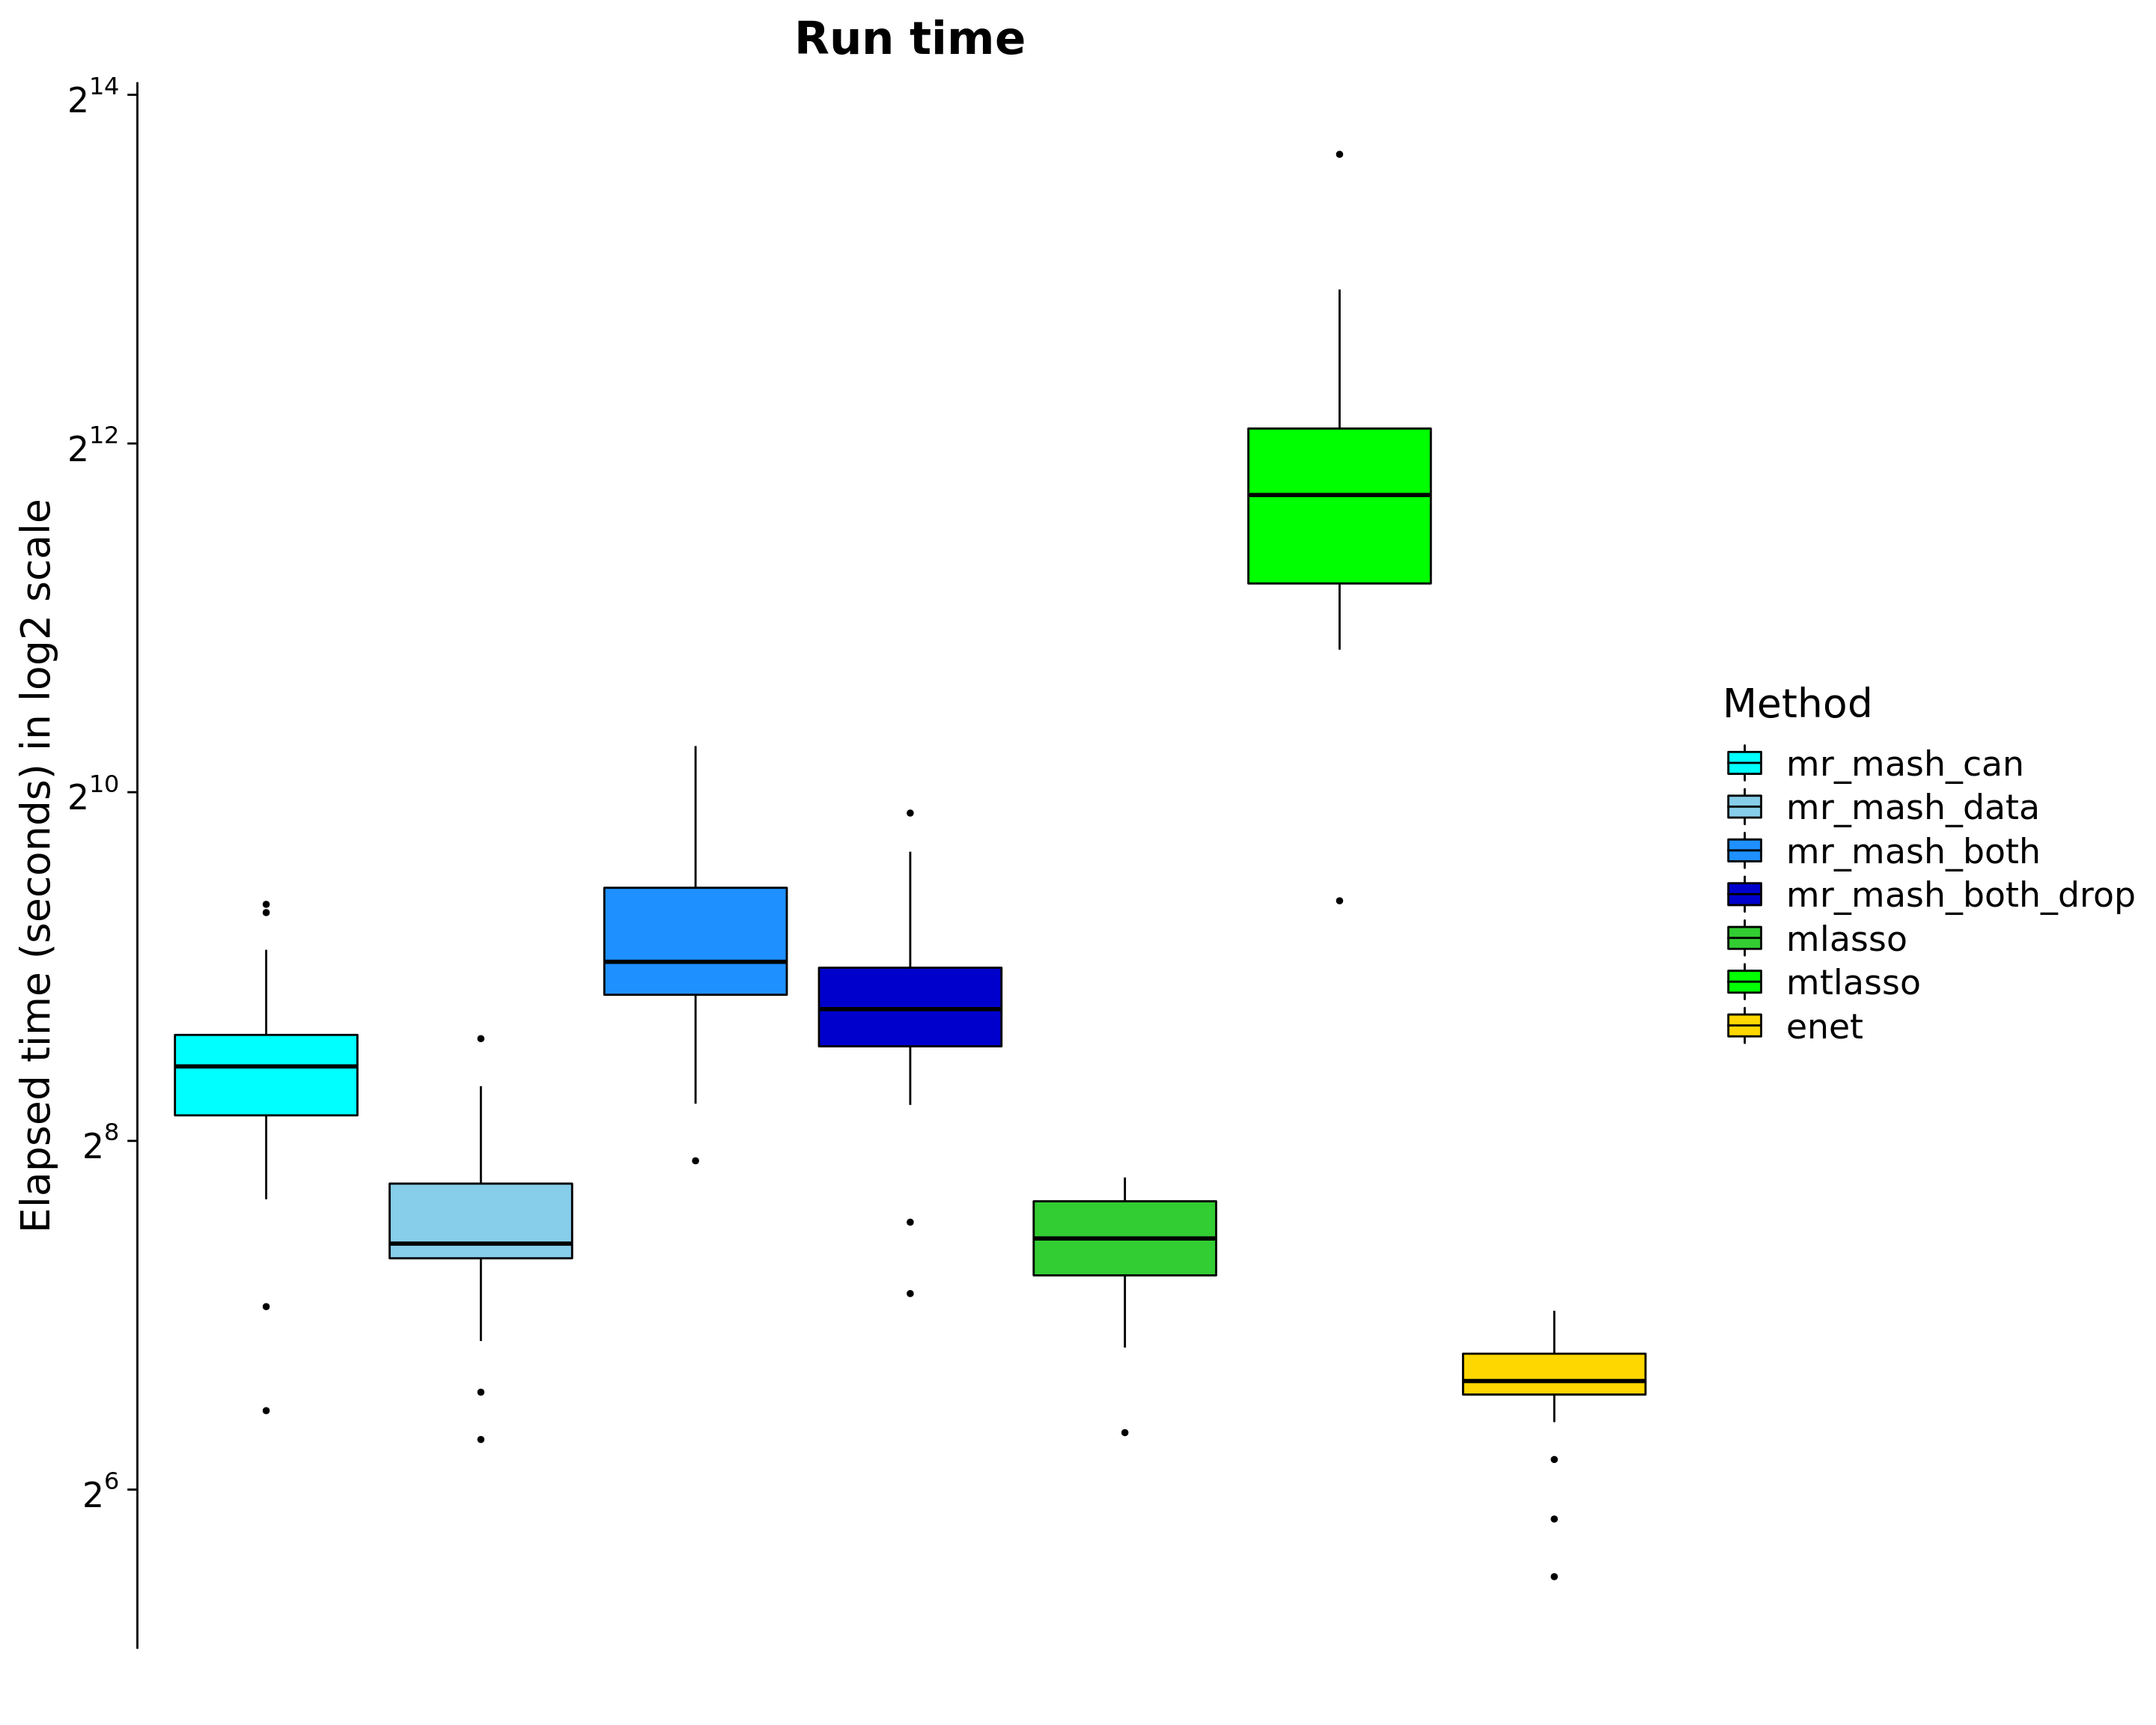 Run time
Elapsed time (seconds) in log2 scale
2^14
2^12
2^10
2^8
2^6
Method
mr_mash_can
mr_mash_data
mr_mash_both
mr_mash_both_drop
mlasso
mtlasso
enet